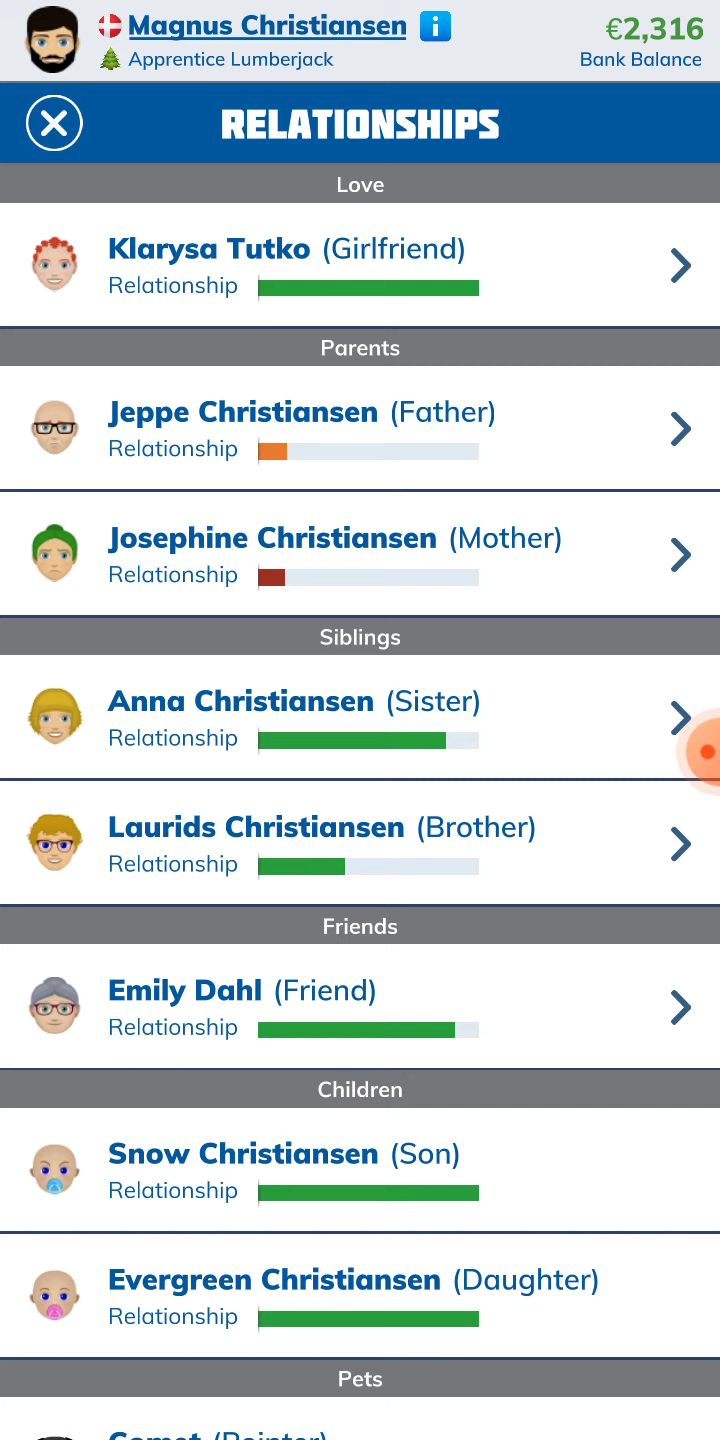 Magnus Christiansen i
€2,316
Apprentice Lumberjack
Bank Balance
RELATIONSHIPS
Love
Klarysa Tutko (Girlfriend)
Relationship
Parents
Jeppe Christiansen (Father)
Relationship
Josephine Christiansen (Mother)
Relationship
Siblings
Anna Christiansen (Sister)
Relationship
Laurids Christiansen (Brother)
Relationship
Friends
Emily Dahl (Friend)
Relationship
Children
Snow Christiansen (Son)
Relationship
Evergreen Christiansen (Daughter)
Relationship
Pets
Comet (Pointer)